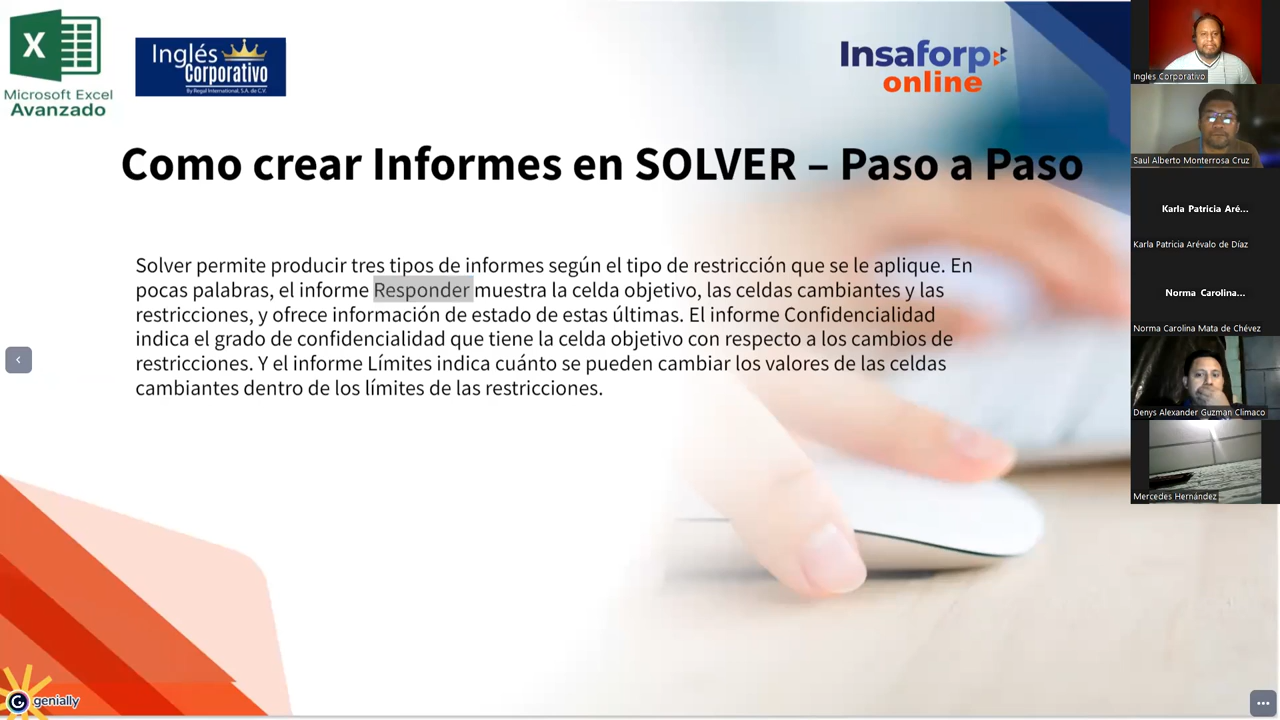 Microsoft Excel
Avanzado
Inglés
Corporativo
By Regal International, S.A. de C.V.
Insaforp
online
Como crear Informes en SOLVER – Paso a Paso
Solver permite producir tres tipos de informes según el tipo de restricción que se le aplique. En
pocas palabras, el informe Responder muestra la celda objetivo, las celdas cambiantes y las
restricciones, y ofrece información de estado de estas últimas. El informe Confidencialidad
indica el grado de confidencialidad que tiene la celda objetivo con respecto a los cambios de
restricciones. Y el informe Límites indica cuánto se pueden cambiar los valores de las celdas
cambiantes dentro de los límites de las restricciones.
genially
Ingles Corporativo
Saul Alberto Monterrosa Cruz
Karla Patricia Aré...
Karla Patricia Arévalo de Díaz
Norma Carolina...
Norma Carolina Mata de Chévez
Denys Alexander Guzman Climaco
Mercedes Hernández